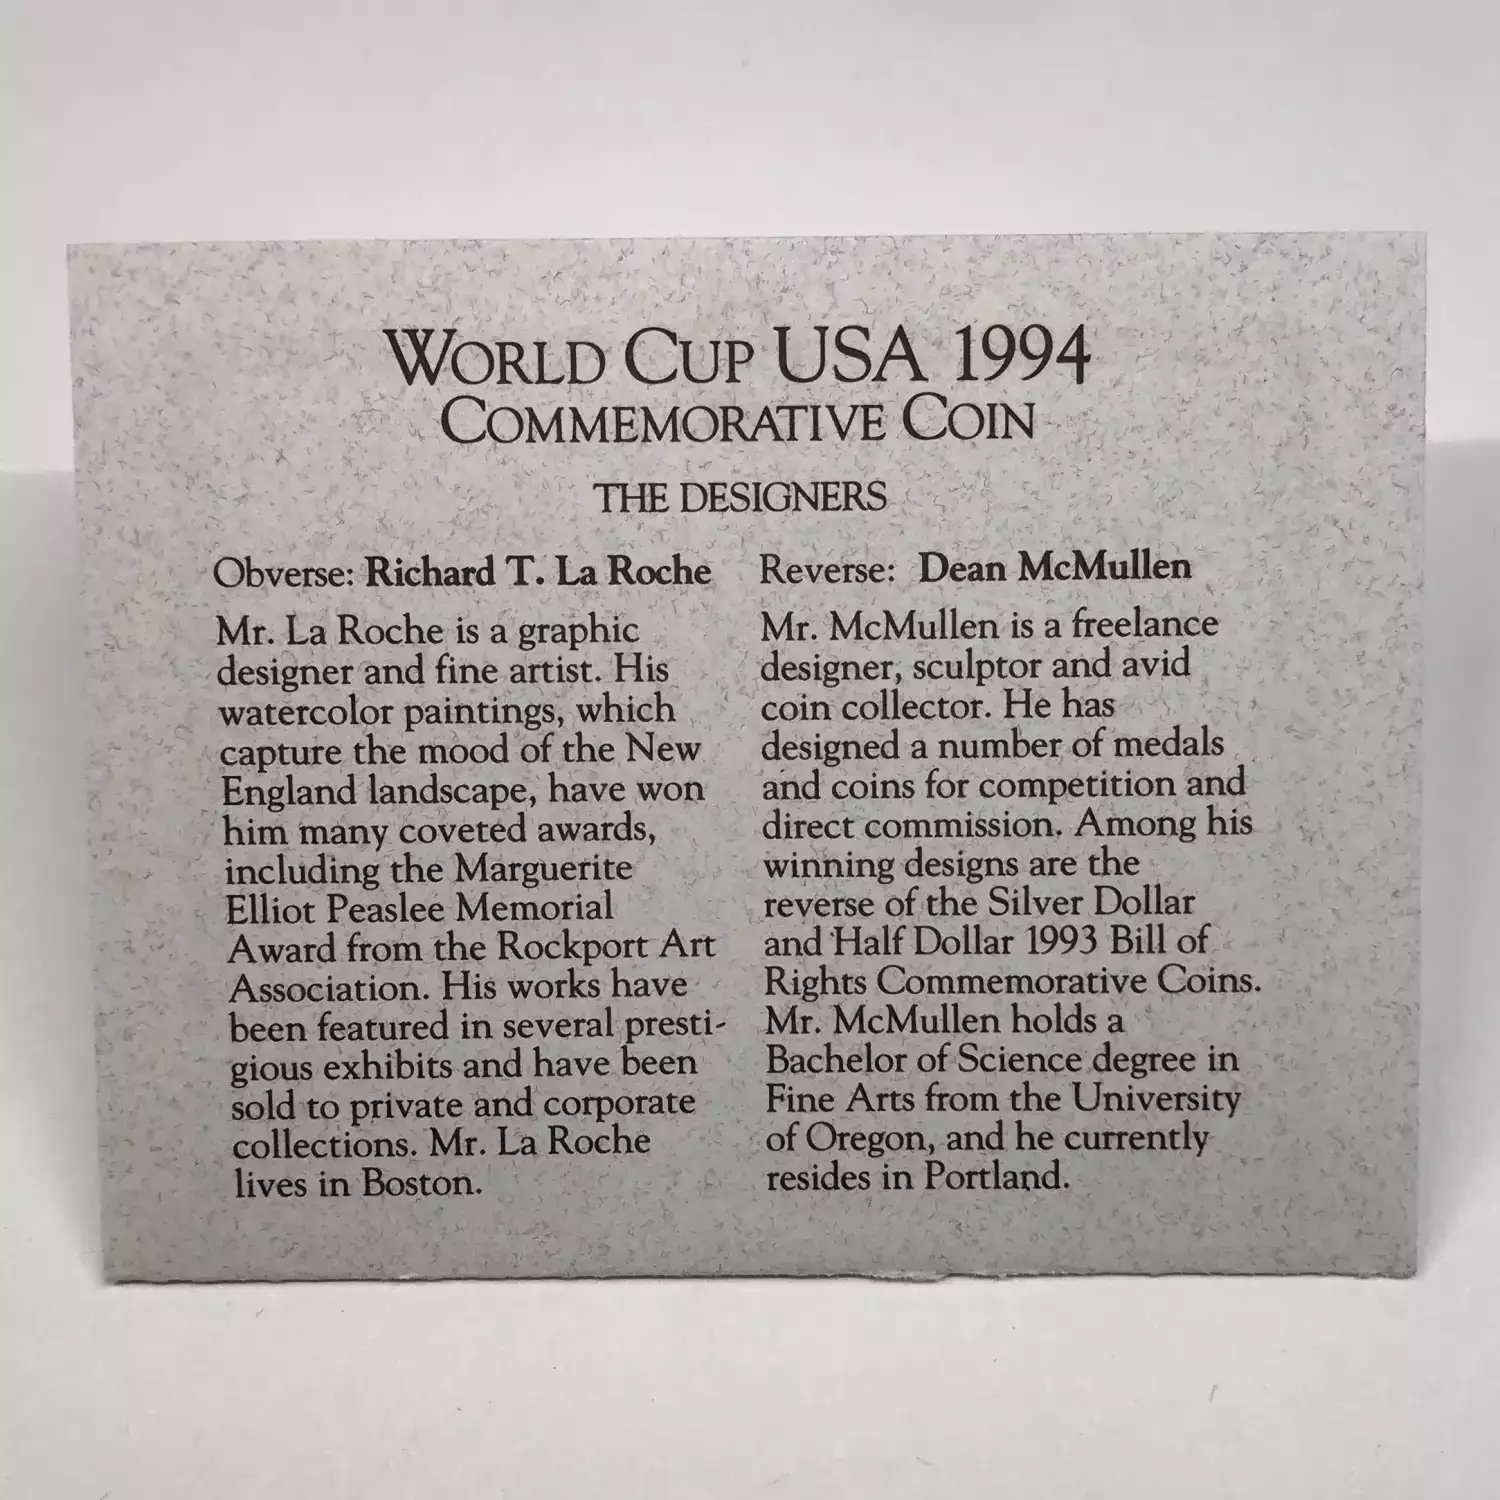 WORLD CUP USA 1994
COMMEMORATIVE COIN
THE DESIGNERS
Obverse: Richard T. La Roche
Mr. La Roche is a graphic
designer and fine artist. His
watercolor paintings, which
capture the mood of the New
England landscape, have won
him many coveted awards,
including the Marguerite
Elliot Peaslee Memorial
Award from the Rockport Art
Association. His works have
been featured in several presti-
gious exhibits and have been
sold to private and corporate
collections. Mr. La Roche
lives in Boston.
Reverse: Dean McMullen
Mr. McMullen is a freelance
designer, sculptor and avid
coin collector. He has
designed a number of medals
and coins for competition and
direct commission. Among his
winning designs are the
reverse of the Silver Dollar
and Half Dollar 1993 Bill of
Rights Commemorative Coins.
Mr. McMullen holds a
Bachelor of Science degree in
Fine Arts from the University
of Oregon, and he currently
resides in Portland.